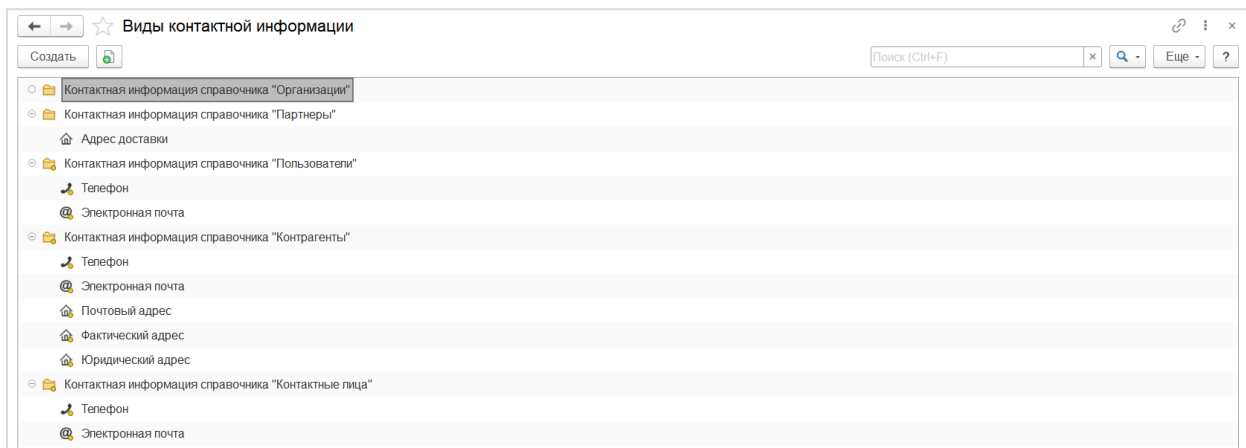 Виды контактной информации
Создать
Поиск (Ctrl+F)
Еще
?
Контактная информация справочника "Организации"
Контактная информация справочника "Партнеры"
Адрес доставки
Контактная информация справочника "Пользователи"
Телефон
Электронная почта
Контактная информация справочника "Контрагенты"
Телефон
Электронная почта
Почтовый адрес
Фактический адрес
Юридический адрес
Контактная информация справочника "Контактные лица"
Телефон
Электронная почта